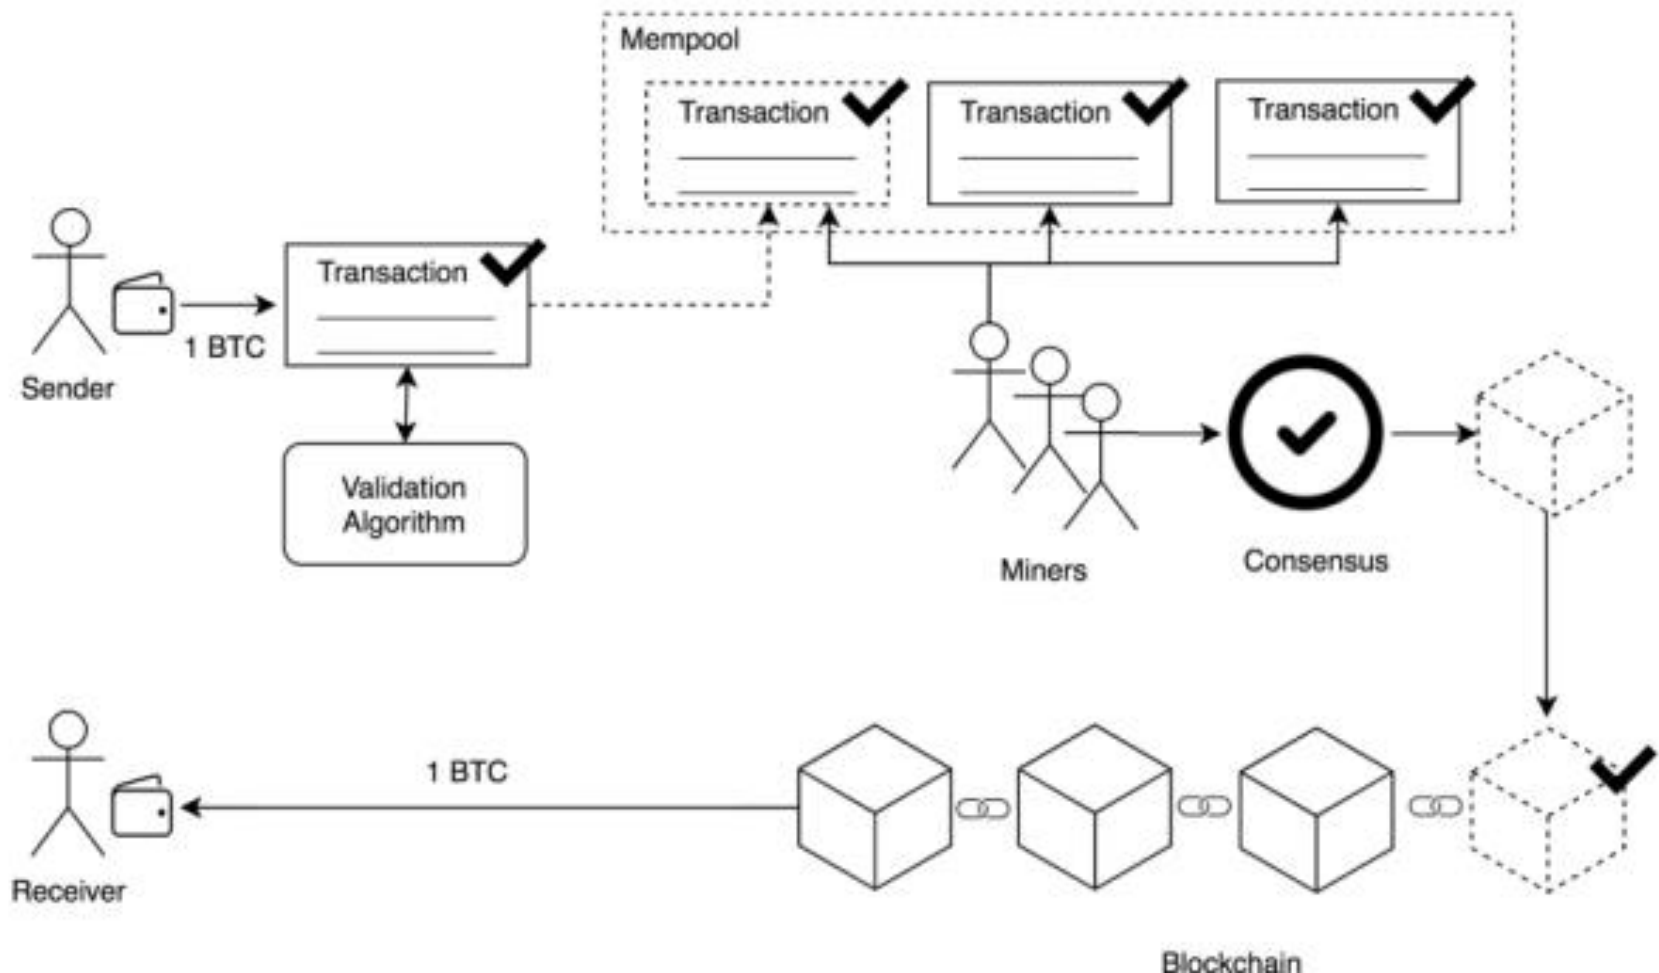 Mempool
Transaction
Transaction
Transaction
Transaction
1 BTC
Sender
Validation
Algorithm
Miners
Consensus
1 BTC
Receiver
Blockchain